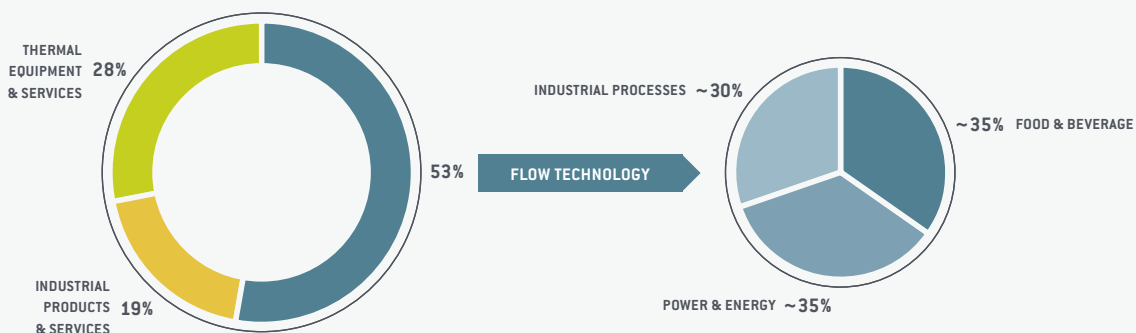 THERMAL
EQUIPMENT 28%
& SERVICES
INDUSTRIAL
PRODUCTS 19%
& SERVICES
53%
FLOW TECHNOLOGY
INDUSTRIAL PROCESSES ~30%
~35% FOOD & BEVERAGE
POWER & ENERGY ~35%